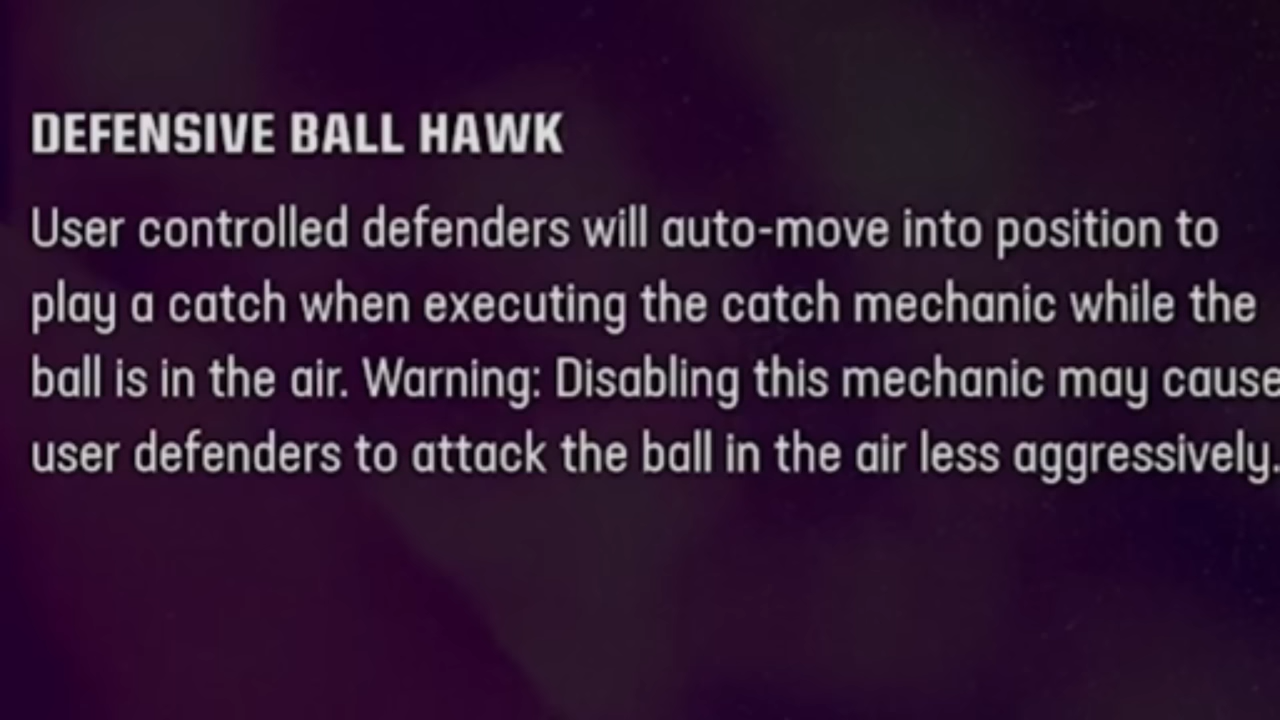 DEFENSIVE BALL HAWK
User controlled defenders will auto-move into position to
play a catch when executing the catch mechanic while the
ball is in the air. Warning: Disabling this mechanic may cause
user defenders to attack the ball in the air less aggressively.